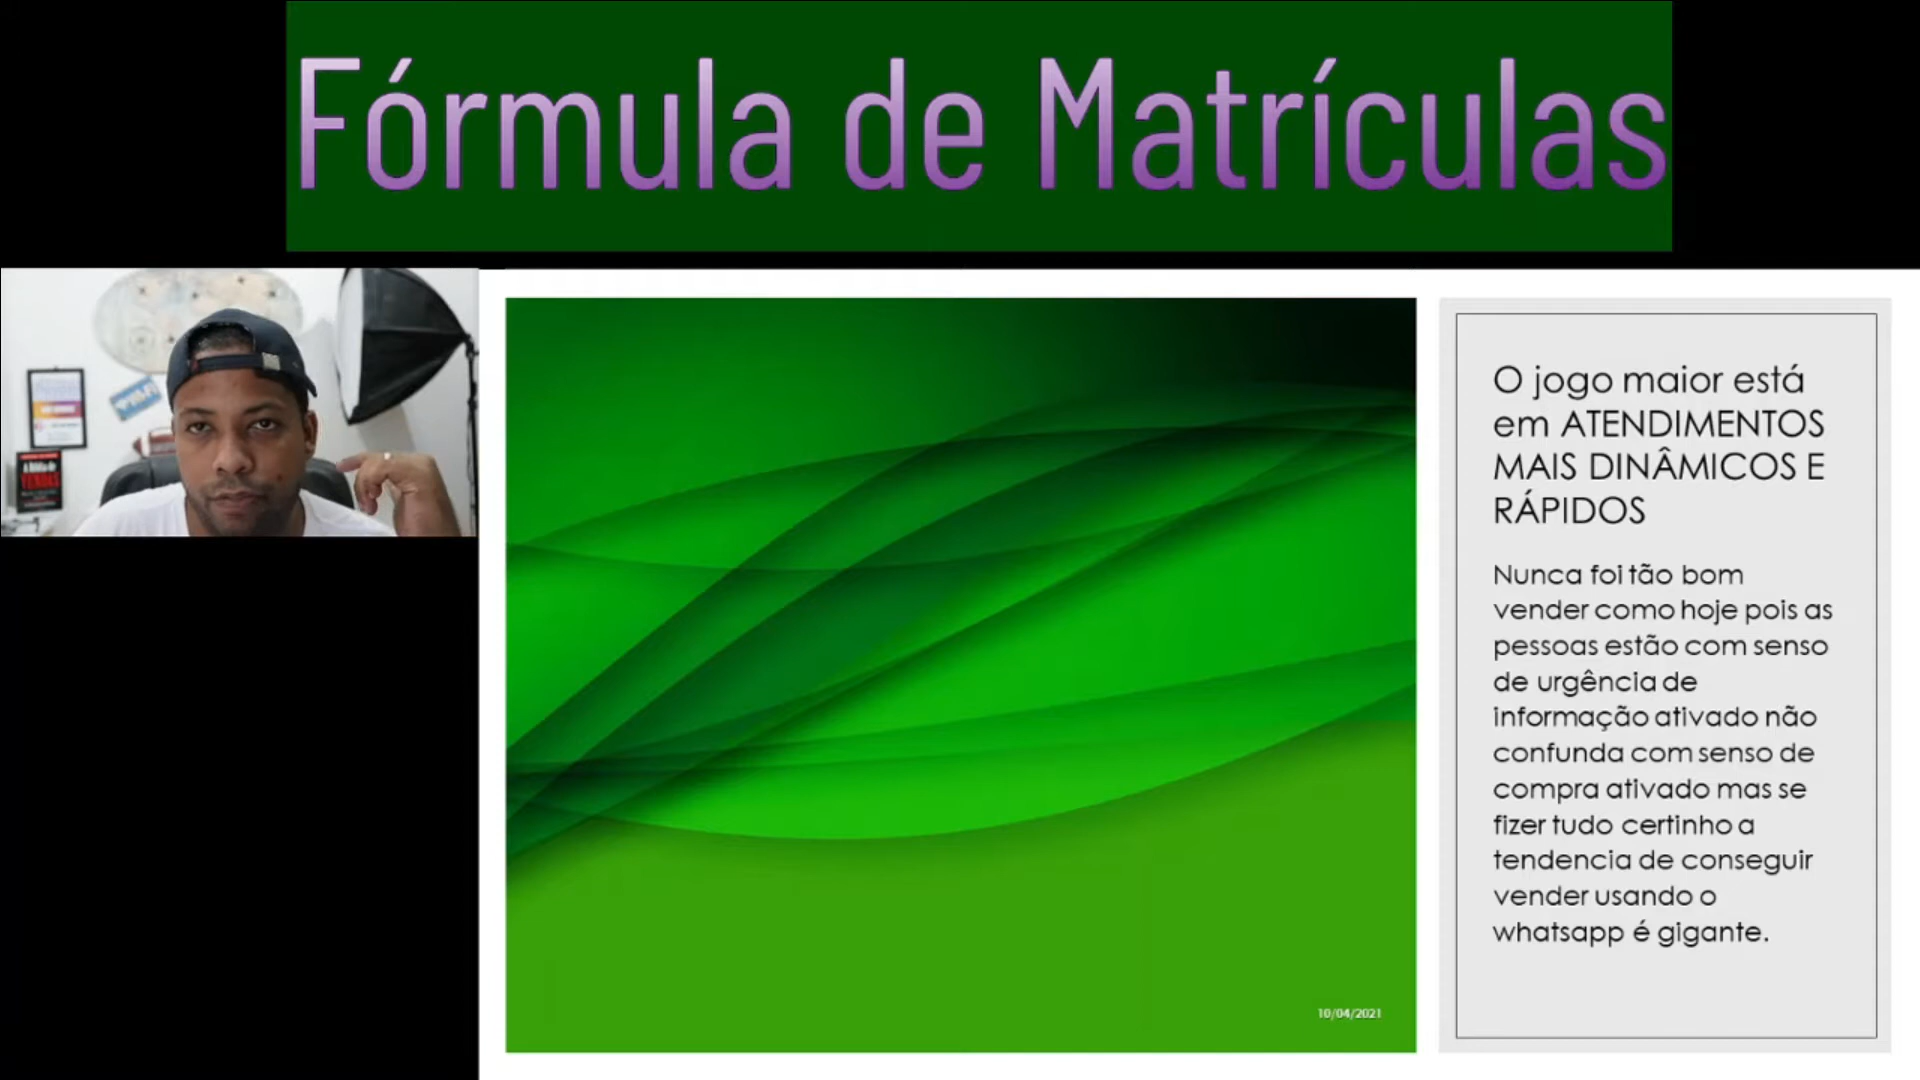 Fórmula de Matrículas
VENDAS
O jogo maior está
em ATENDIMENTOS
MAIS DINÂMICOS E
RÁPIDOS
Nunca foi tão bom
vender como hoje pois as
pessoas estão com senso
de urgência de
informação ativado não
confunda com senso de
compra ativado mas se
fizer tudo certinho a
tendencia de conseguir
vender usando o
whatsapp é gigante.
10/04/2021